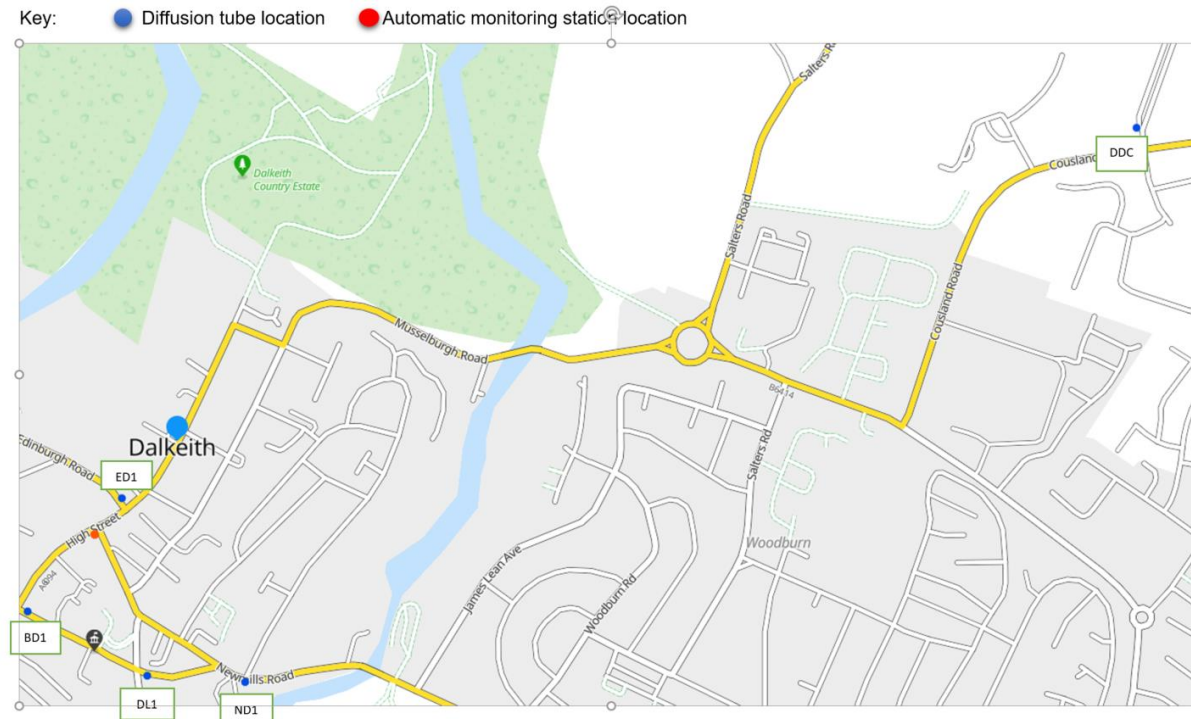 Key:
Diffusion tube location
Automatic monitoring station location
Salters R
DDC
Cousland
Dalkeith
Country Estate
Salters Road
Cousland Road
Musselburgh Road
B6414
Dalkeith
Edinburgh Road
ED1
Salters Rd
High Street
Woodburn
A6094
James Lean Ave
Woodburn Rd
BD1
Newmills Road
DL1
ND1